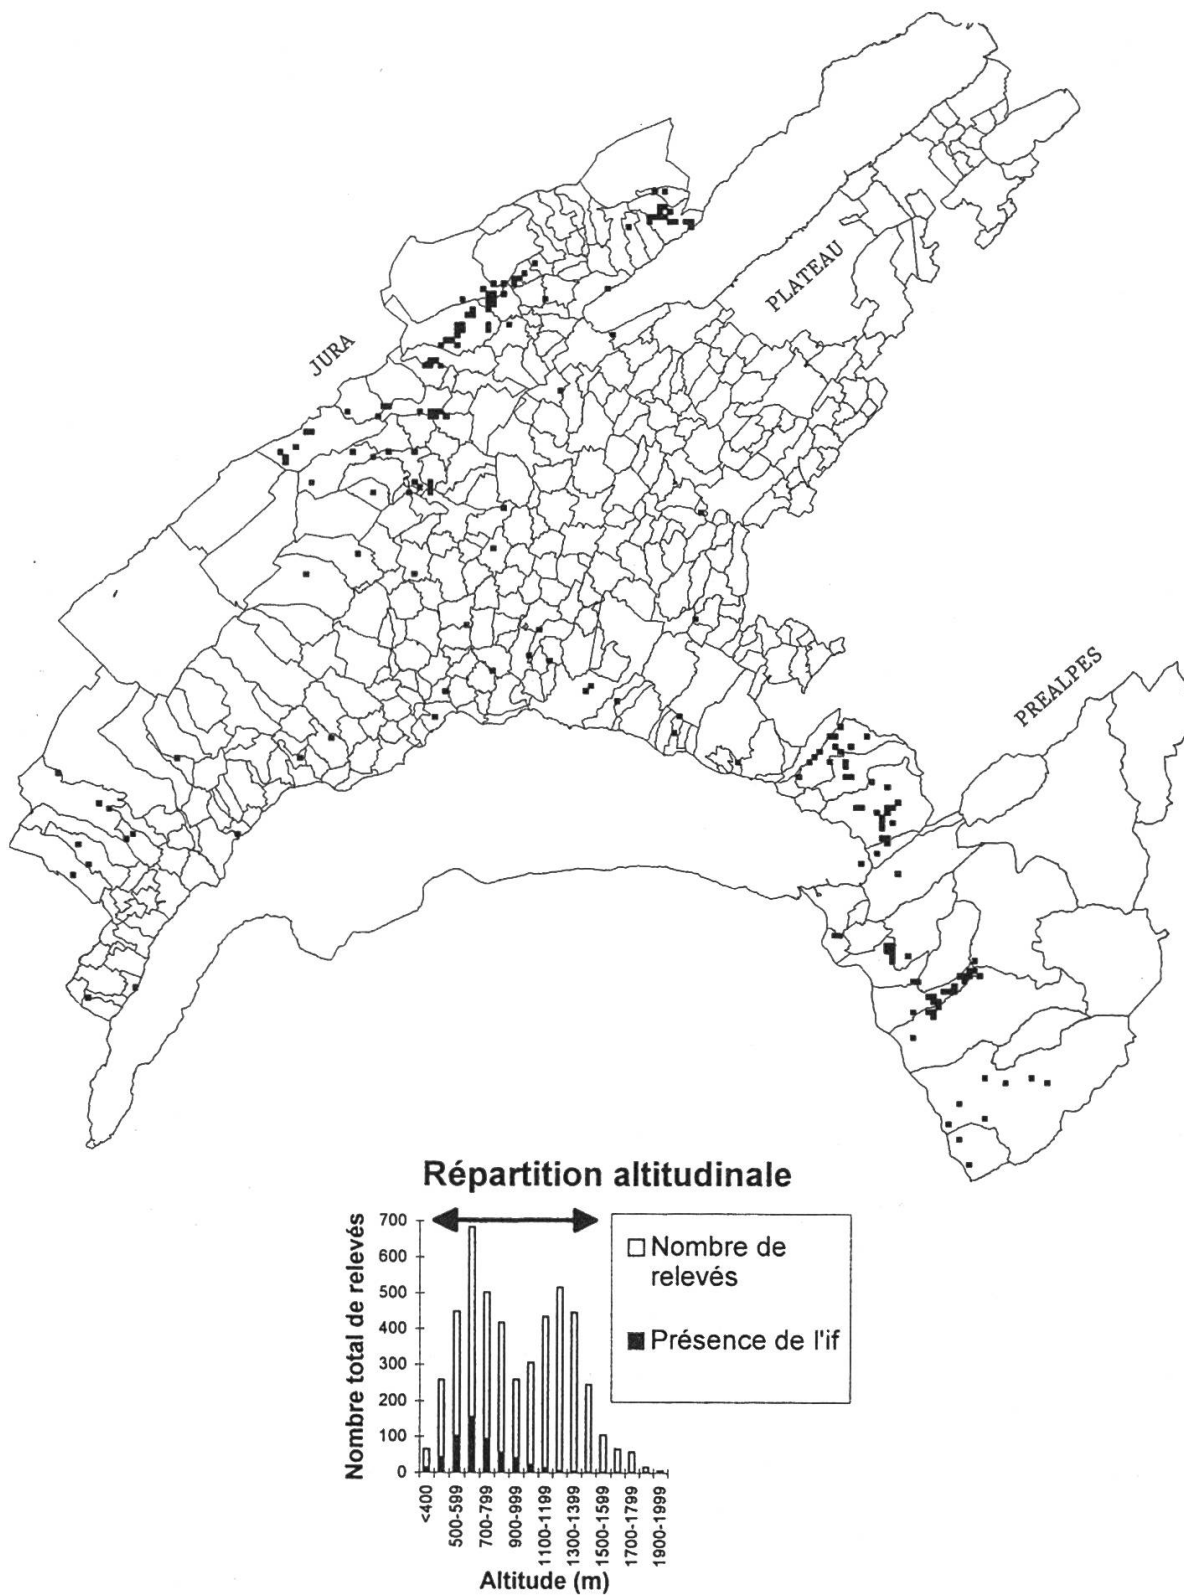 JURA
PLATEAU
PREALPES
Répartition altitudinale
Nombre total de relevés
700
600
500
400
300
200
100
0
<400
500-599
700-799
900-999
1100-1199
1300-1399
1500-1599
1700-1799
1900-1999
Altitude (m)
Nombre de
relevés
Présence de l'if